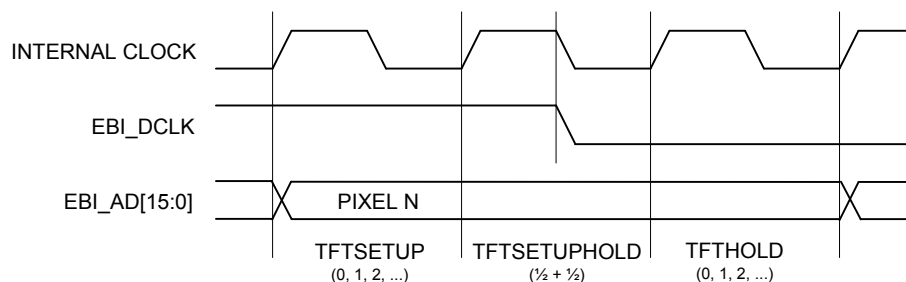 INTERNAL CLOCK
EBI_DCLK
EBI_AD[15:0]
PIXEL N
TFTSETUP
(0, 1, 2, ...)
TFTSETUPHOLD
(½ + ½)
TFTHOLD
(0, 1, 2, ...)